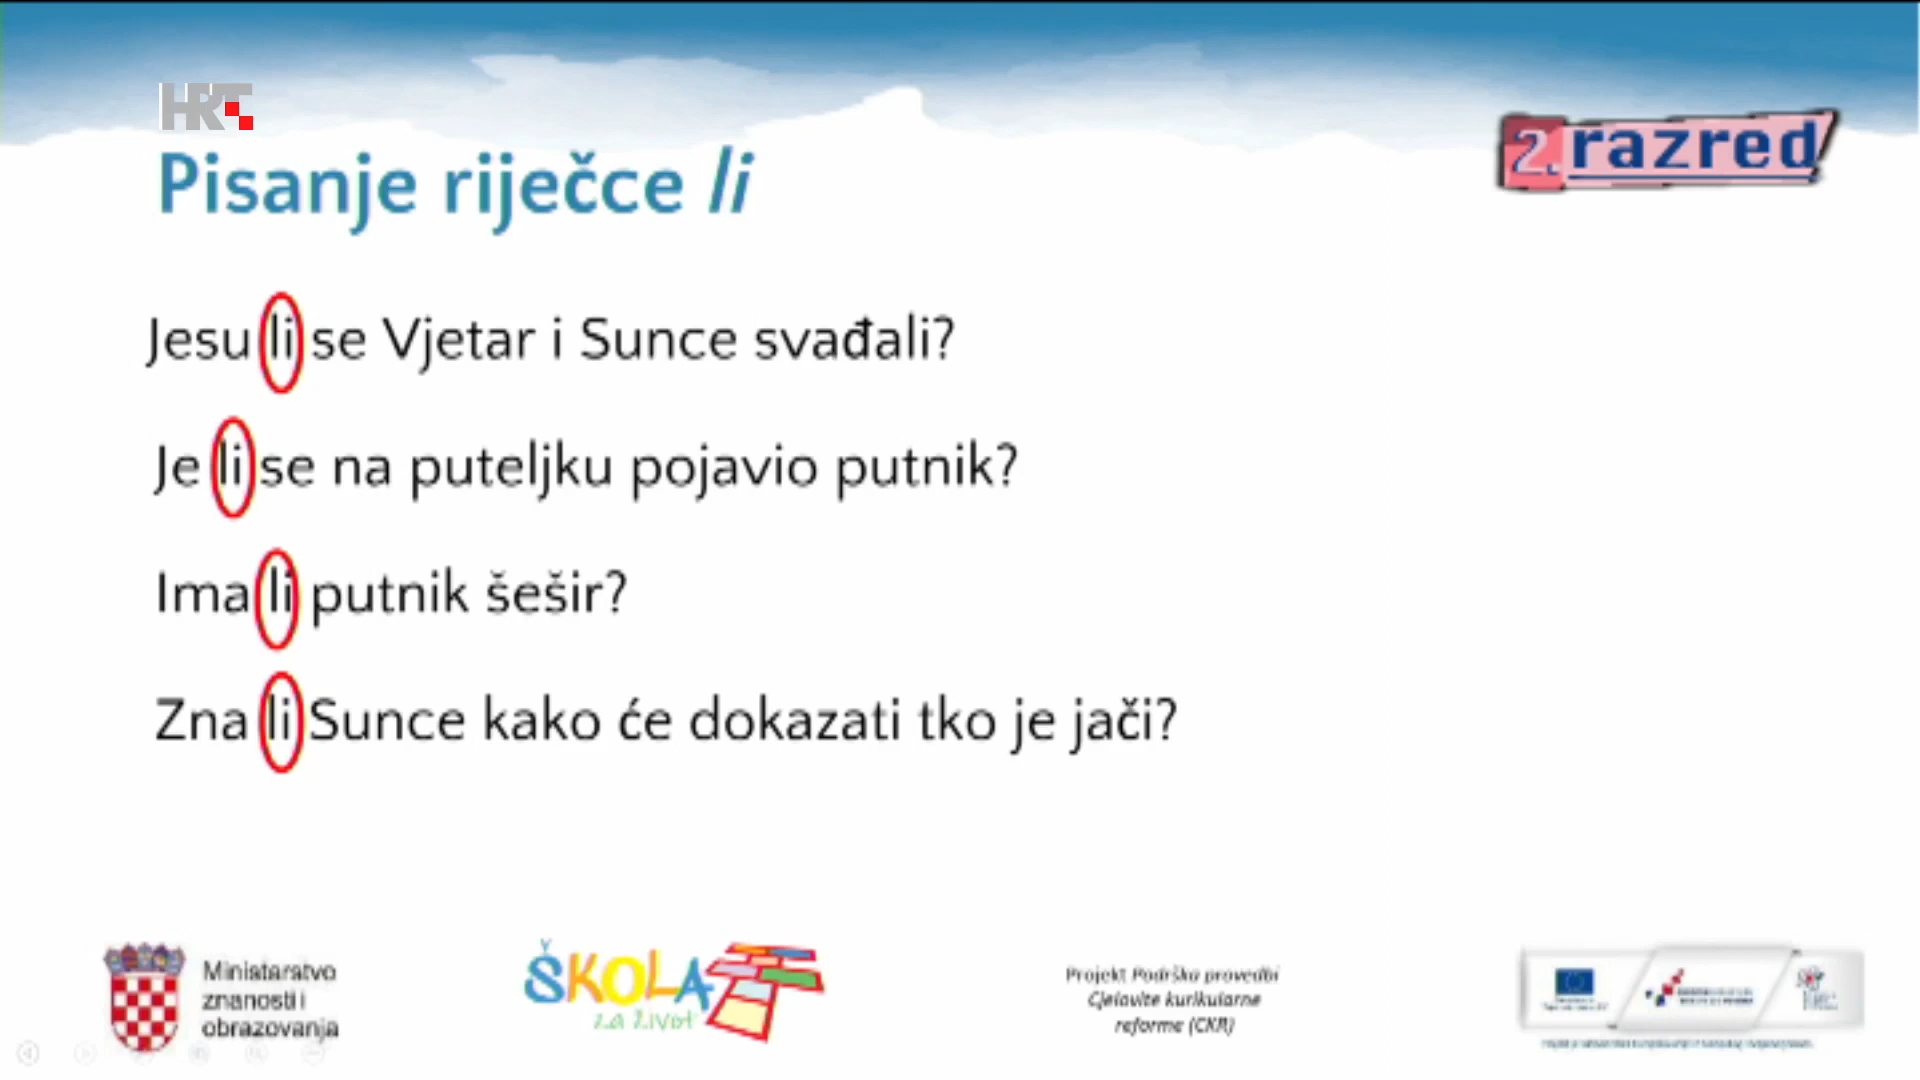 HRT
2. razred
Pisanje riječce li
Jesu li se Vjetar i Sunce svađali?
Je li se na puteljku pojavio putnik?
Ima li putnik šešir?
Zna li Sunce kako će dokazati tko je jači?
Ministarstvo
znanosti i
obrazovanja
ŠKOLA
za život
Projekt Podrška provedbi
Cjelovite kurikularne
reforme (CKR)